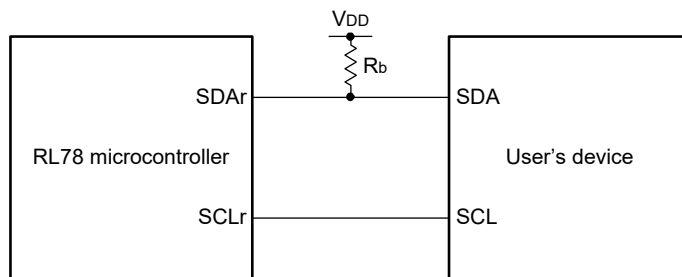 VDD
Rb
SDAr SDA
RL78 microcontroller User's device
SCLr SCL